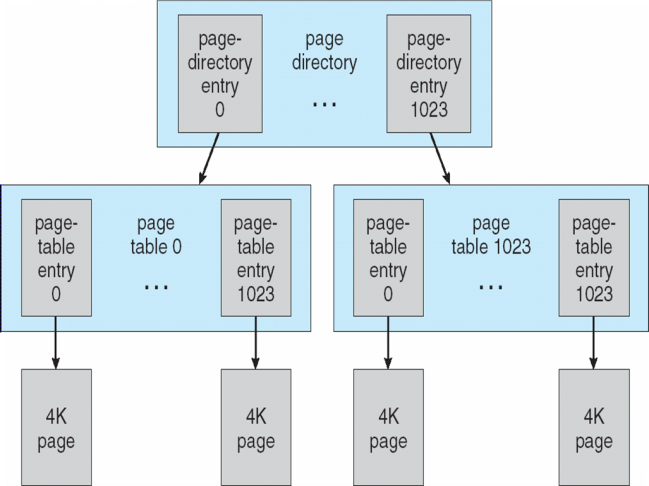 page-
directory
entry
0
page
directory
...
page-
directory
entry
1023
page-
table
entry
0
page
table 0
...
page-
table
entry
1023
page-
table
entry
0
page
table 1023
...
page-
table
entry
1023
4K
page
4K
page
4K
page
4K
page